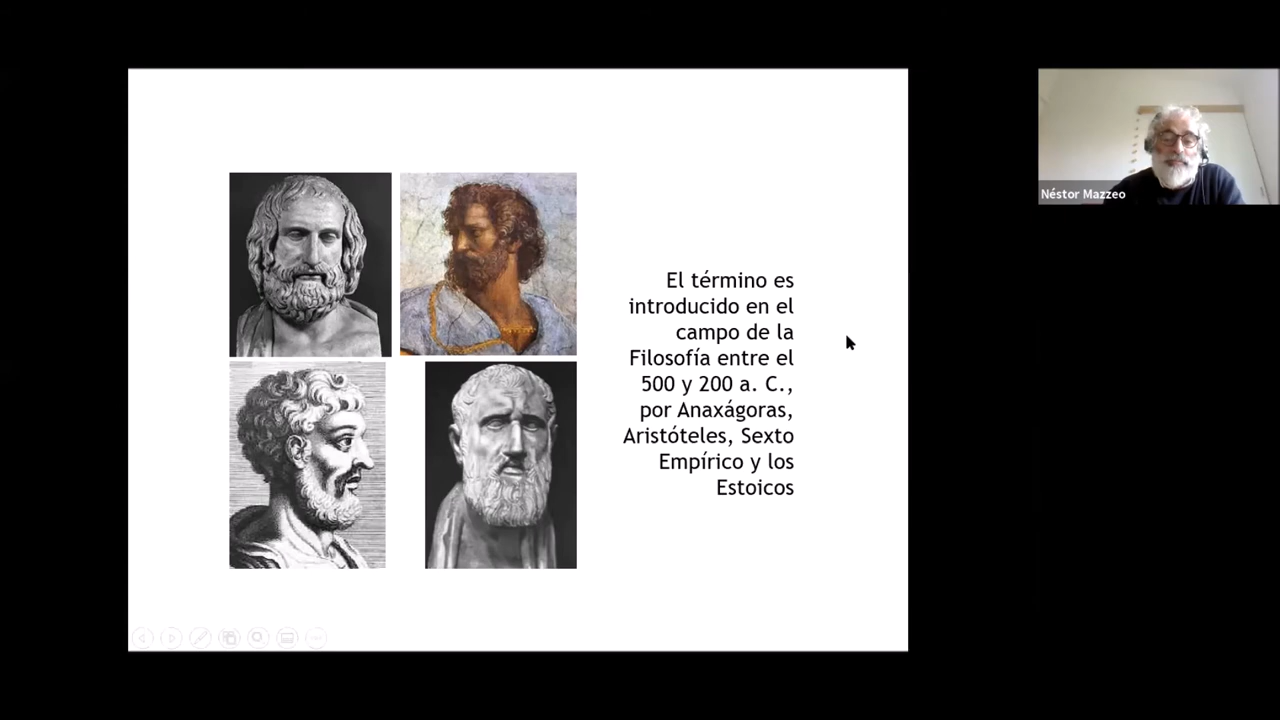 El término es
introducido en el
campo de la
Filosofía entre el
500 y 200 a. C.,
por Anaxágoras,
Aristóteles, Sexto
Empírico y los
Estoicos
Néstor Mazzeo